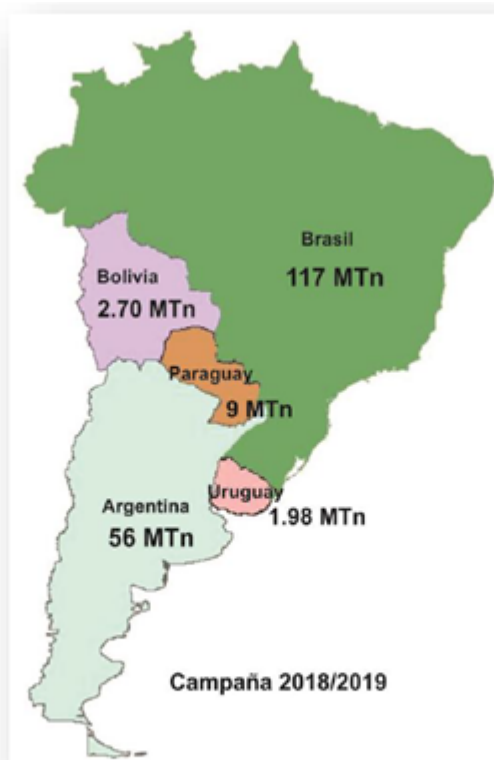 Brasil
117 MTn
Bolivia
2.70 MTn
Paraguay
9 MTn
Uruguay
1.98 MTn
Argentina
56 MTn
Campaña 2018/2019